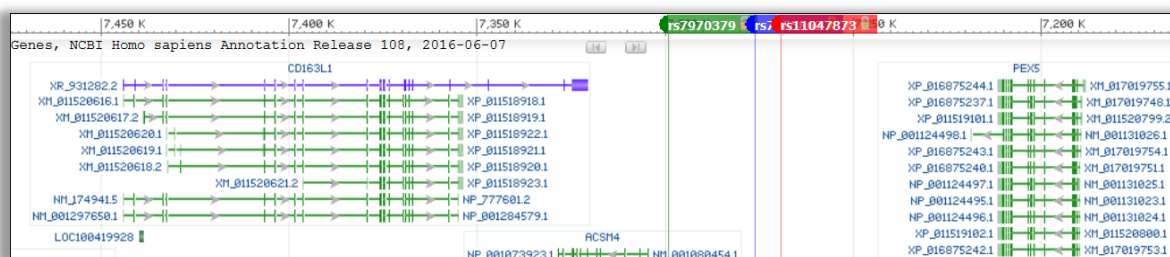 7,450 K 7,400 K 7,350 K rs7970379 rs7 rs11047873 50 K 7,200 K
Genes, NCBI Homo sapiens Annotation Release 108, 2016-06-07
CD163L1 PEX5
XR_931282.2 XP_016875244.1 XM_017019755.1
XM_011520616.1 XP_011518918.1 XP_016875237.1 XM_017019748.1
XM_011520617.2 XP_011518919.1 XP_011519101.1 XM_011520799.2
XM_011520620.1 XP_011518922.1 NP_001124498.1 NM_001131026.1
XM_011520619.1 XP_011518921.1 XP_016875243.1 XM_017019754.1
XM_011520618.2 XP_011518920.1 XP_016875240.1 XM_017019751.1
XM_011520621.2 XP_011518923.1 NP_001124497.1 NM_001131025.1
NM_174941.5 NP_777601.2 NP_001124495.1 NM_001131023.1
NM_001297650.1 NP_001284579.1 NP_001124496.1 NM_001131024.1
LOC100419928 ACSM4 XP_011519102.1 XM_011520800.1
NP_001073923.1 NM_001080454.1 XP_016875242.1 XM_017019753.1